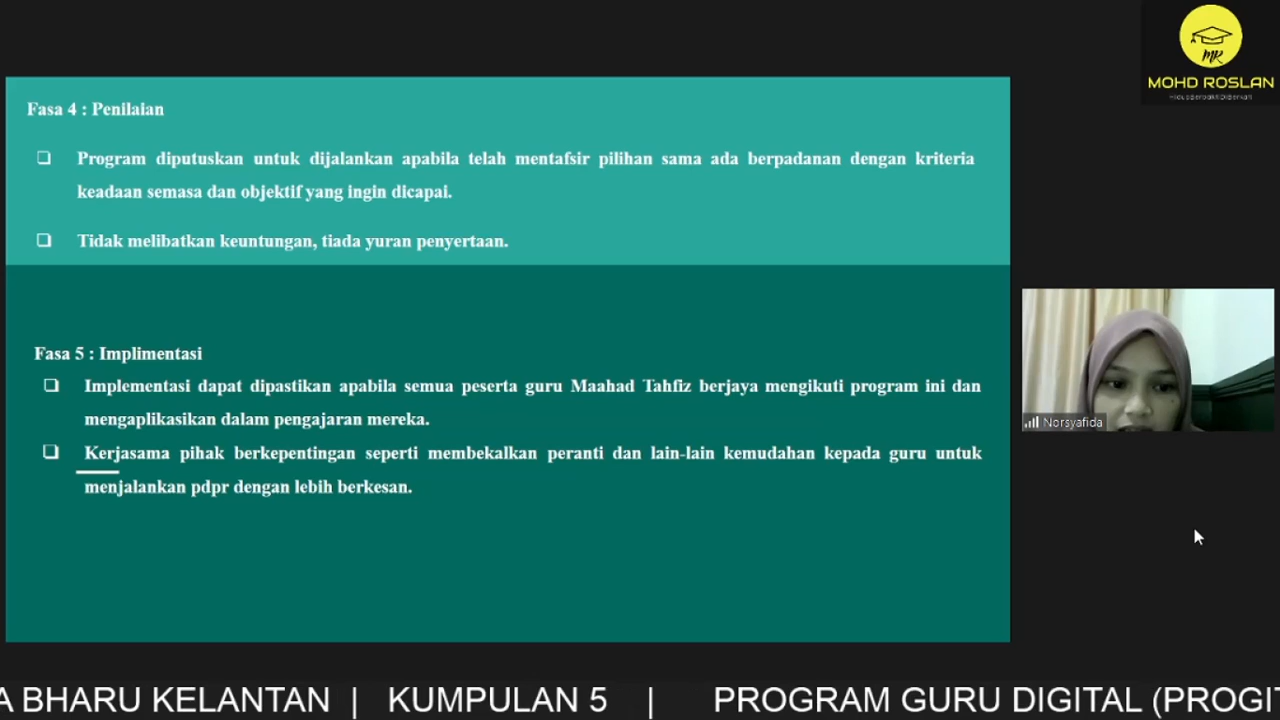 MK
MOHD ROSLAN
Fasa 4 : Penilaian
❑ Program diputuskan untuk dijalankan apabila telah mentafsir pilihan sama ada berpadanan dengan kriteria
keadaan semasa dan objektif yang ingin dicapai.
❑ Tidak melibatkan keuntungan, tiada yuran penyertaan.
Fasa 5 : Implimentasi
❑ Implementasi dapat dipastikan apabila semua peserta guru Maahad Tahfiz berjaya mengikuti program ini dan
mengaplikasikan dalam pengajaran mereka.
❑ Kerjasama pihak berkepentingan seperti membekalkan peranti dan lain-lain kemudahan kepada guru untuk
menjalankan pdpr dengan lebih berkesan.
Norsyafida
A BHARU KELANTAN | KUMPULAN 5 | PROGRAM GURU DIGITAL (PROGI